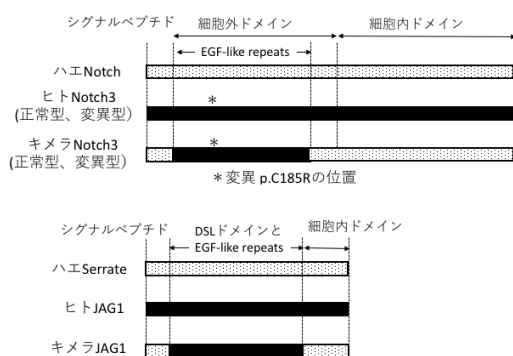 シグナルペプチド 細胞外ドメイン 細胞内ドメイン
EGF-like repeats
ハエNotch
ヒトNotch3
(正常型、変異型)
*
キメラNotch3
(正常型、変異型)
*
*変異 p.C185Rの位置
シグナルペプチド DSLドメインと 細胞内ドメイン
EGF-like repeats
ハエSerrate
ヒトJAG1
キメラJAG1